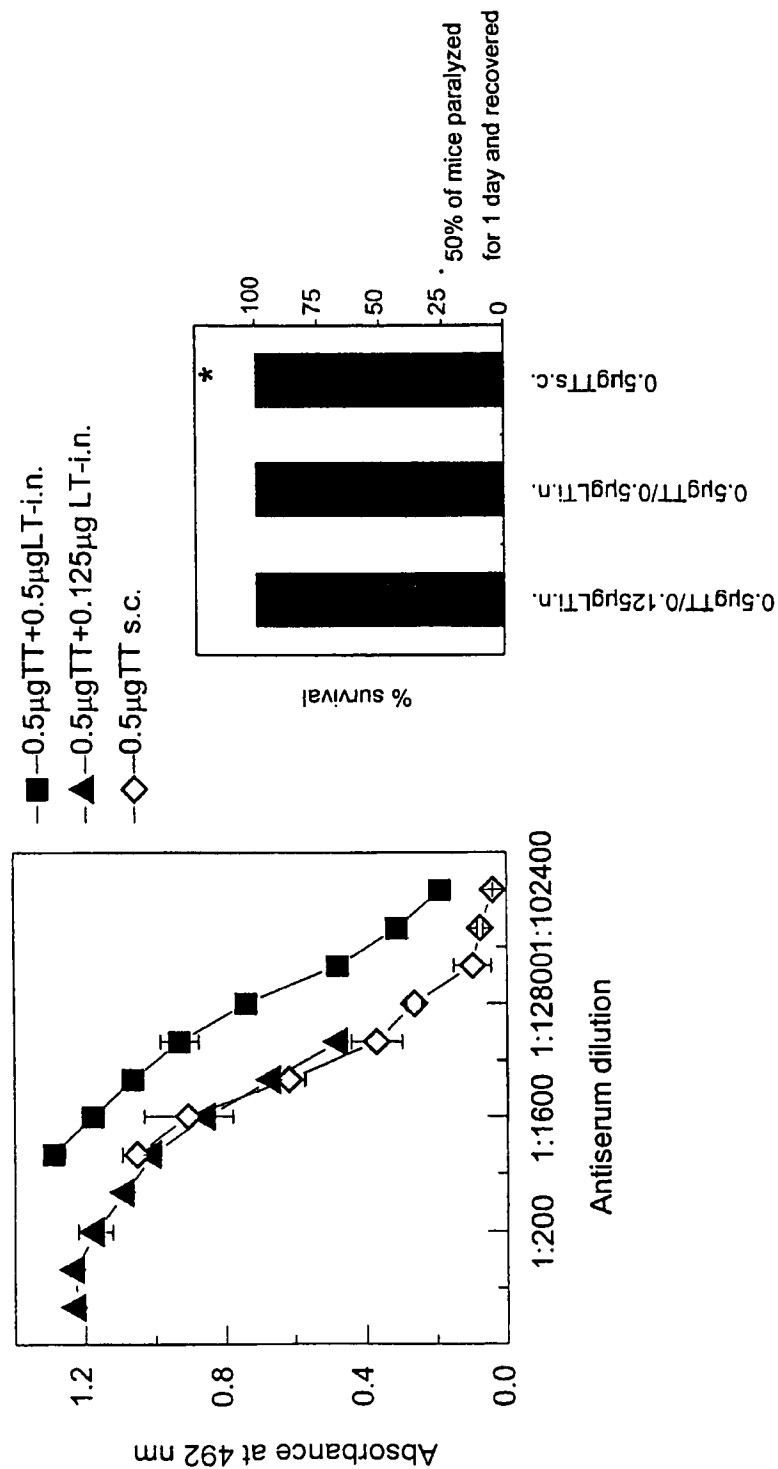 –0.5µgTT+0.5µgLT-i.n.
–0.5µgTT+0.125µg LT-i.n.
–0.5µgTT s.c.
Absorbance at 492 nm
1.2
0.8
0.4
0.0
1:200
1:1600
1:12800
1:102400
Antiserum dilution
% survival
100
75
50
25
0
*
0.5µgTT/0.125µgLTi.n.
0.5µgTT/0.5µgLTi.n.
0.5µgTTs.c.
* 50% of mice paralyzed
for 1 day and recovered